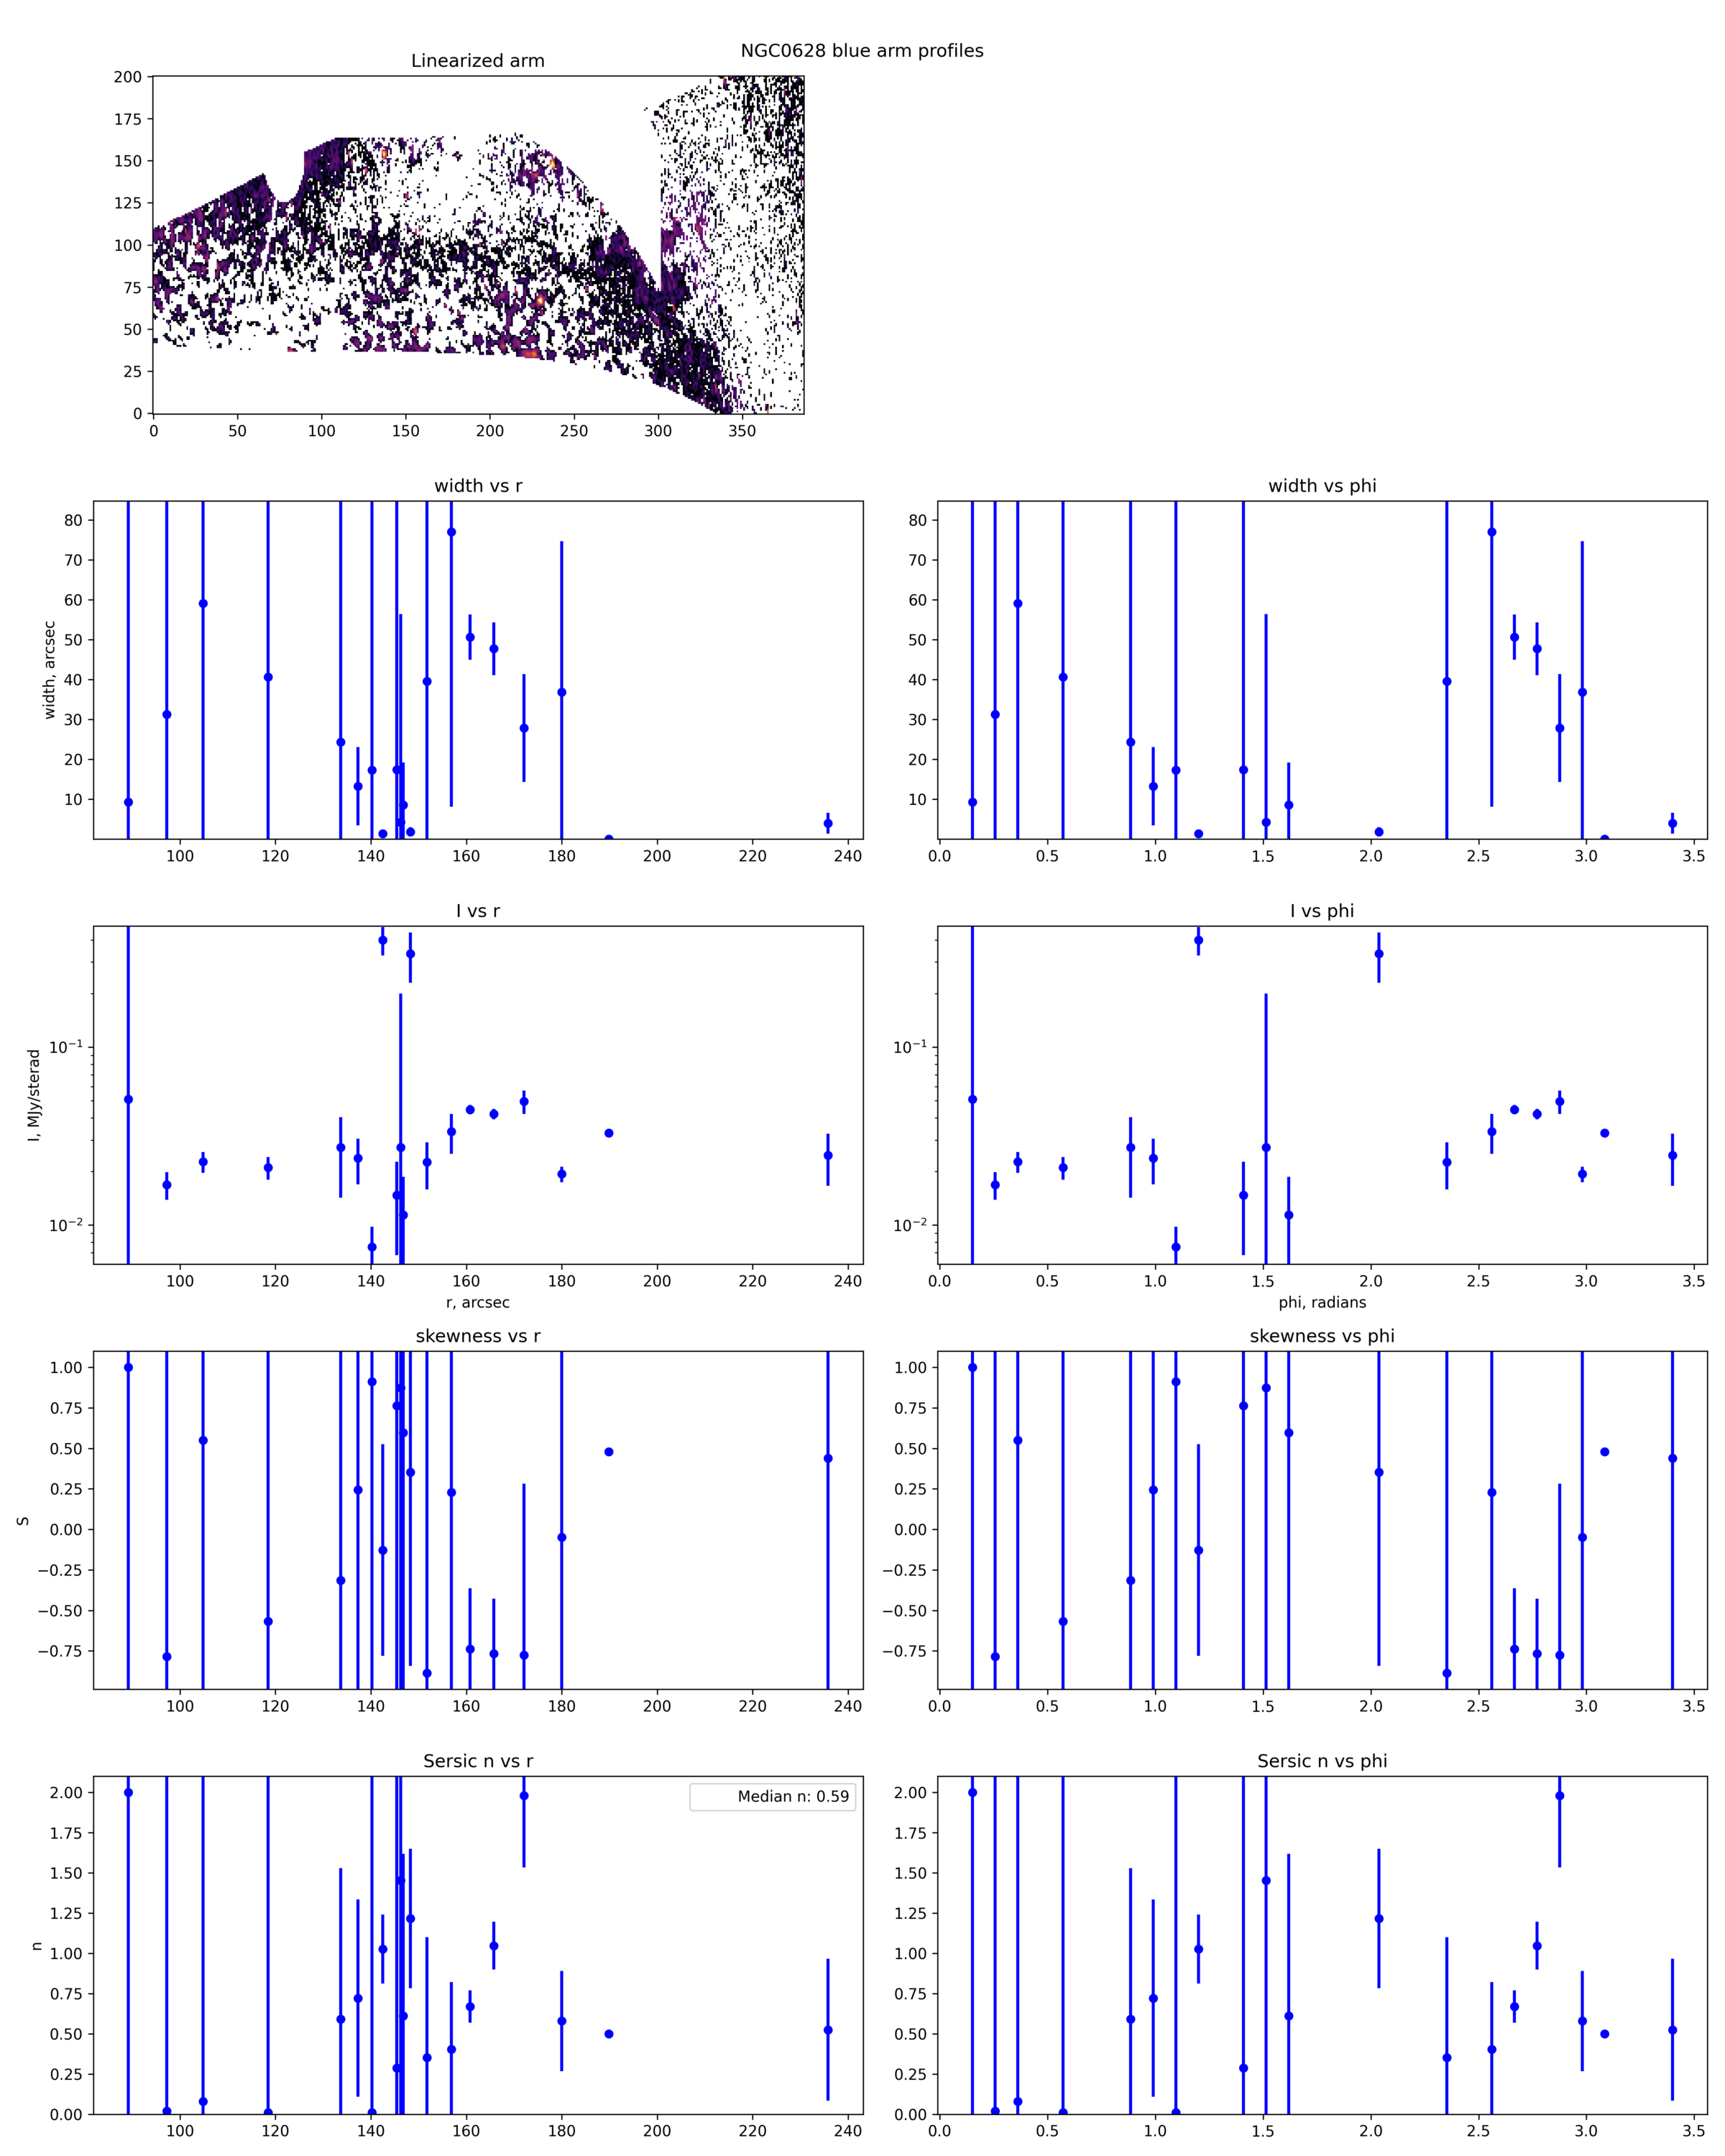 NGC0628 blue arm profiles
Linearized arm
200
175
150
125
100
75
50
25
0
0 50 100 150 200 250 300 350
width vs r
width vs phi
width, arcsec
80
70
60
50
40
30
20
10
100 120 140 160 180 200 220 240
80
70
60
50
40
30
20
10
0.0 0.5 1.0 1.5 2.0 2.5 3.0 3.5
I vs r
I vs phi
I, MJy/sterad
10⁻¹
10⁻²
100 120 140 160 180 200 220 240
r, arcsec
10⁻¹
10⁻²
0.0 0.5 1.0 1.5 2.0 2.5 3.0 3.5
phi, radians
skewness vs r
skewness vs phi
S
1.00
0.75
0.50
0.25
0.00
−0.25
−0.50
−0.75
100 120 140 160 180 200 220 240
1.00
0.75
0.50
0.25
0.00
−0.25
−0.50
−0.75
0.0 0.5 1.0 1.5 2.0 2.5 3.0 3.5
Sersic n vs r
Sersic n vs phi
n
Median n: 0.59
2.00
1.75
1.50
1.25
1.00
0.75
0.50
0.25
0.00
100 120 140 160 180 200 220 240
2.00
1.75
1.50
1.25
1.00
0.75
0.50
0.25
0.00
0.0 0.5 1.0 1.5 2.0 2.5 3.0 3.5